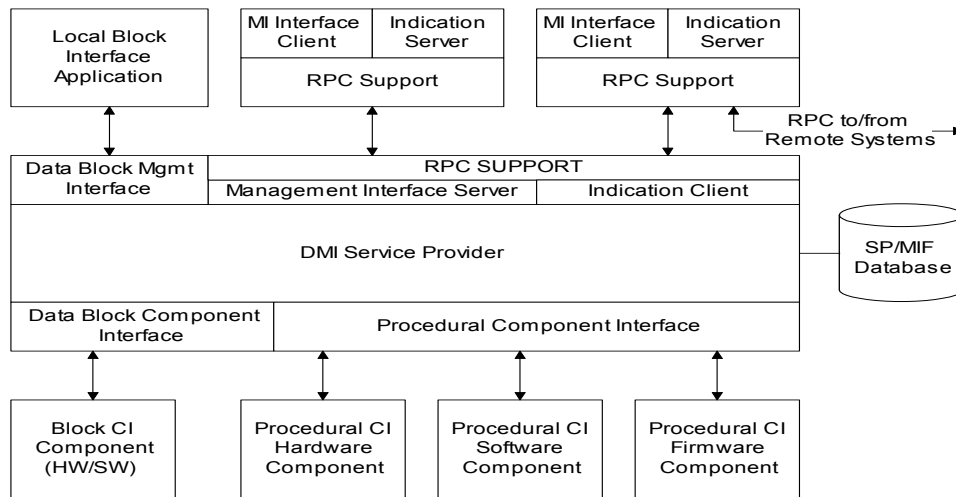 Local Block
Interface
Application
MI Interface
Client
Indication
Server
RPC Support
MI Interface
Client
Indication
Server
RPC Support
RPC to/from
Remote Systems
Data Block Mgmt
Interface
RPC SUPPORT
Management Interface Server
Indication Client
DMI Service Provider
SP/MIF
Database
Data Block Component
Interface
Procedural Component Interface
Block CI
Component
(HW/SW)
Procedural CI
Hardware
Component
Procedural CI
Software
Component
Procedural CI
Firmware
Component